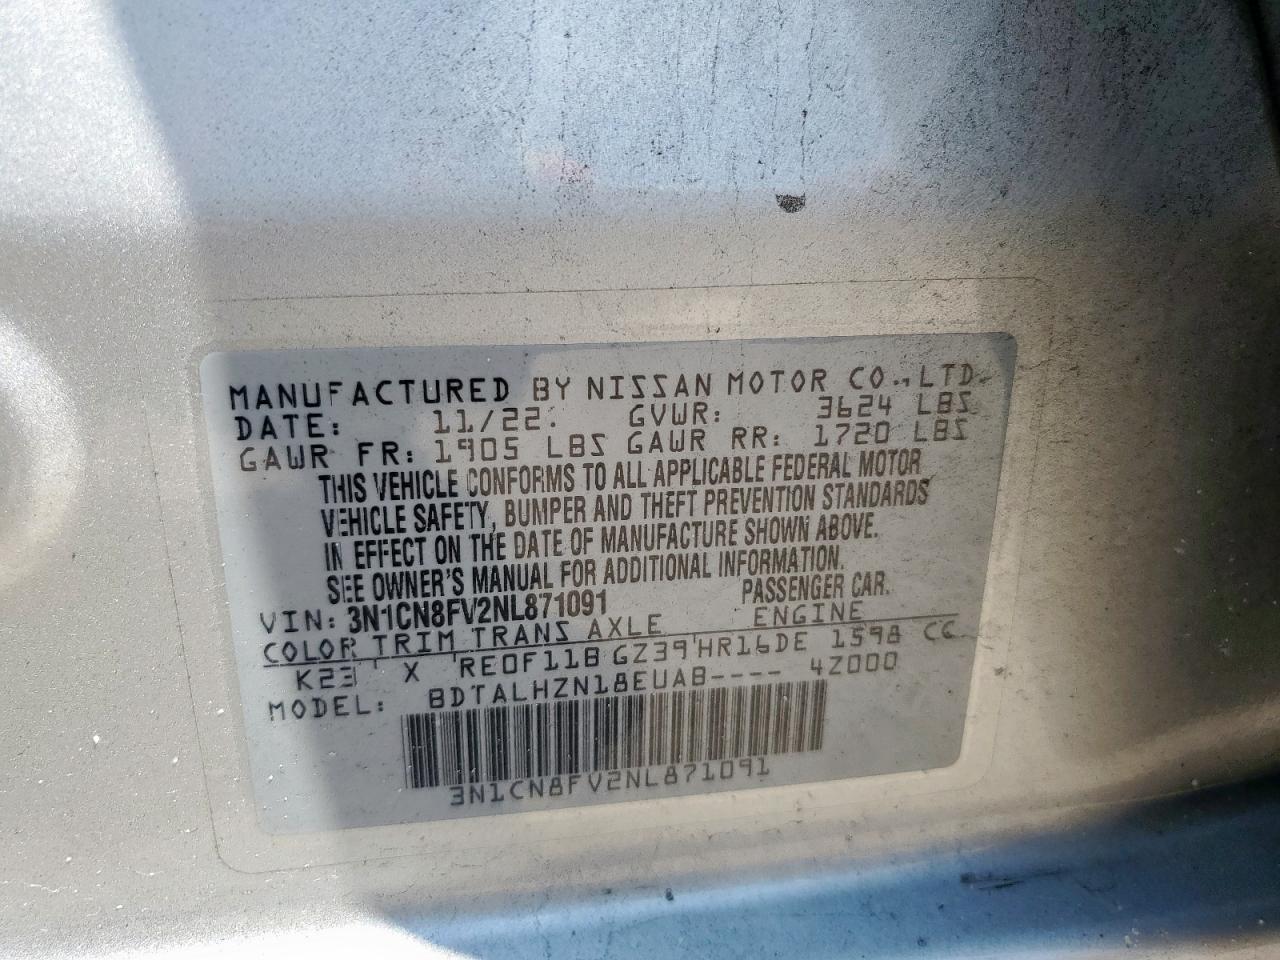 MANUFACTURED BY NISSAN MOTOR CO., LTD.
DATE: 11/22. GVWR: 3624 LBS
GAWR FR: 1905 LBS GAWR RR: 1720 LBS
THIS VEHICLE CONFORMS TO ALL APPLICABLE FEDERAL MOTOR
VEHICLE SAFETY, BUMPER AND THEFT PREVENTION STANDARDS
IN EFFECT ON THE DATE OF MANUFACTURE SHOWN ABOVE.
SEE OWNER'S MANUAL FOR ADDITIONAL INFORMATION.
VIN: 3N1CN8FV2NL871091 PASSENGER CAR.
COLOR TRIM TRANS AXLE ENGINE
K23 X RE0F11B GZ39 HR16DE 1598 CC
MODEL: BDTALHZN18EUAB---- 4Z000
3N1CN8FV2NL871091